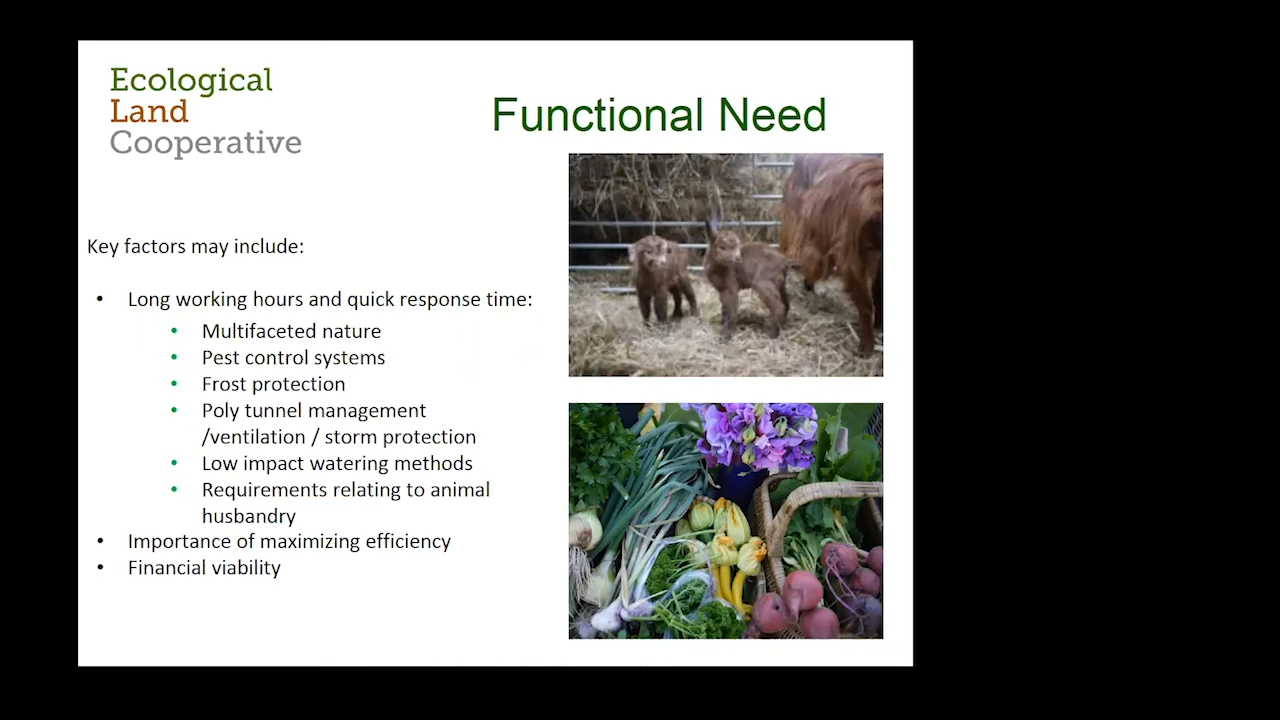 Ecological
Land
Cooperative
Functional Need
Key factors may include:
• Long working hours and quick response time:
• Multifaceted nature
• Pest control systems
• Frost protection
• Poly tunnel management
/ventilation / storm protection
• Low impact watering methods
• Requirements relating to animal
husbandry
• Importance of maximizing efficiency
• Financial viability